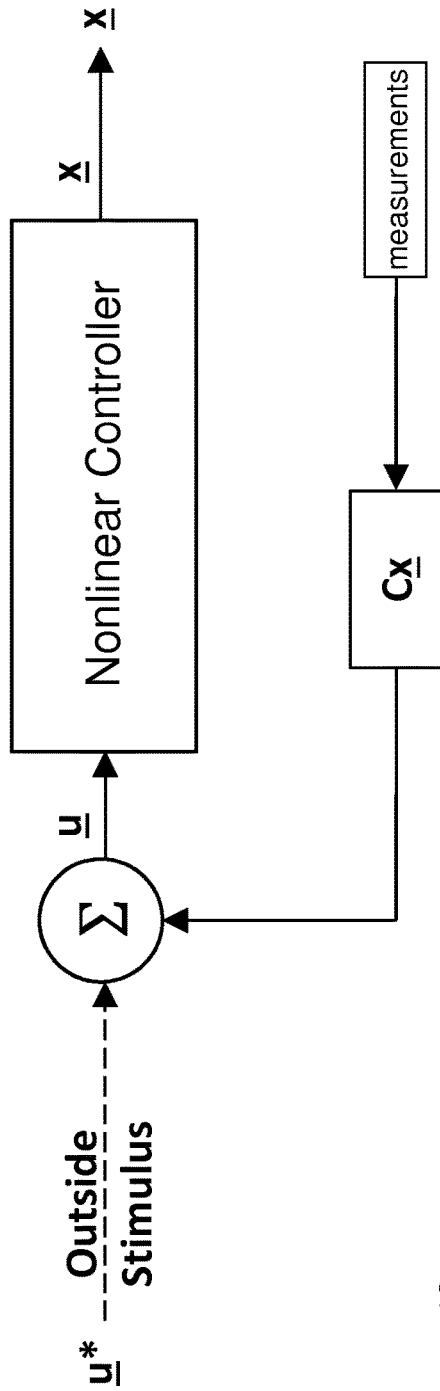 u*
Outside
Stimulus
Σ
u
Nonlinear Controller
x
x
Cx
measurements